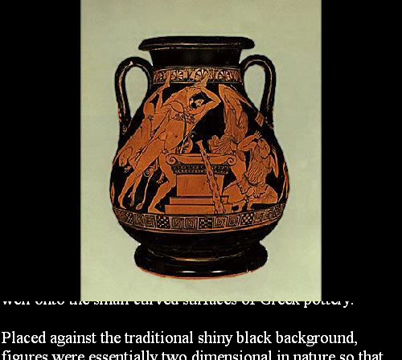 well onto the small curved surfaces of Greek pottery.
Placed against the traditional shiny black background,
figures were essentially two dimensional in nature so that